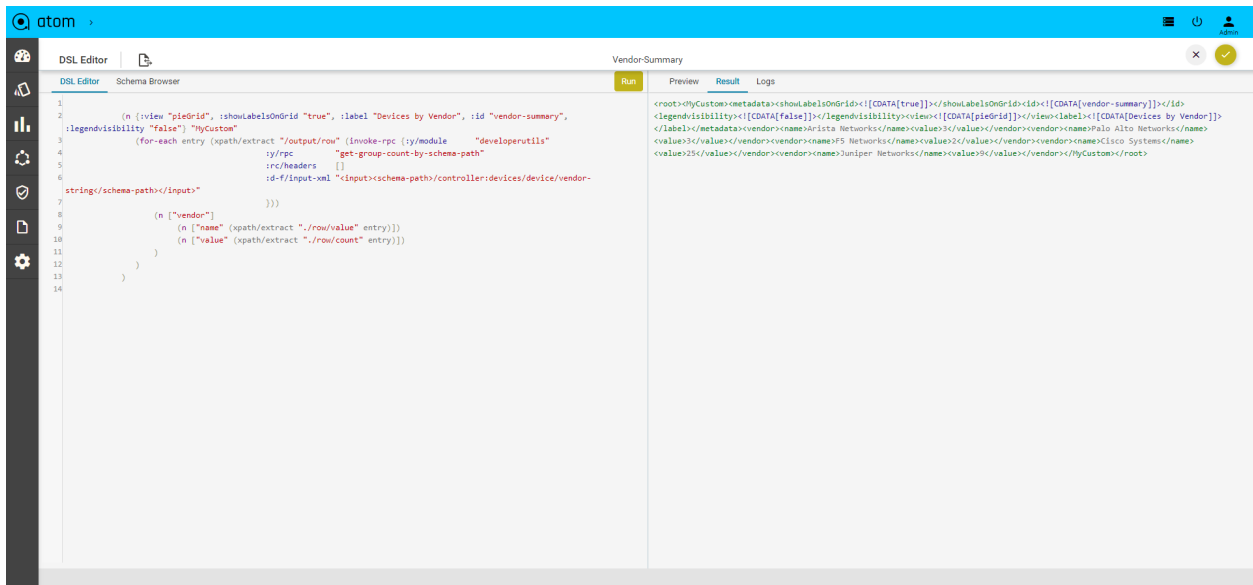 atom ›
Admin
DSL Editor
Vendor-Summary
DSL Editor Schema Browser
Run
Preview Result Logs
1
2 (n {:view "pieGrid", :showLabelsOnGrid "true", :label "Devices by Vendor", :id "vendor-summary",
:legendvisibility "false"} "MyCustom"
3 (for-each entry (xpath/extract "/output/row" (invoke-rpc {:y/module "developerutils"
4 :y/rpc "get-group-count-by-schema-path"
5 :rc/headers []
6 :d-f/input-xml "<input><schema-path>/controller:devices/device/vendor-
string</schema-path></input>"
7 }))
8 (n ["vendor"]
9 (n ["name" (xpath/extract "./row/value" entry)])
10 (n ["value" (xpath/extract "./row/count" entry)])
11 )
12 )
13 )
14
<root><MyCustom><metadata><showLabelsOnGrid><![CDATA[true]]></showLabelsOnGrid><id><![CDATA[vendor-summary]]></id>
<legendvisibility><![CDATA[false]]></legendvisibility><view><![CDATA[pieGrid]]></view><label><![CDATA[Devices by Vendor]]>
</label></metadata><vendor><name>Arista Networks</name><value>3</value></vendor><vendor><name>Palo Alto Networks</name>
<value>3</value></vendor><vendor><name>F5 Networks</name><value>2</value></vendor><vendor><name>Cisco Systems</name>
<value>25</value></vendor><vendor><name>Juniper Networks</name><value>9</value></vendor></MyCustom></root>